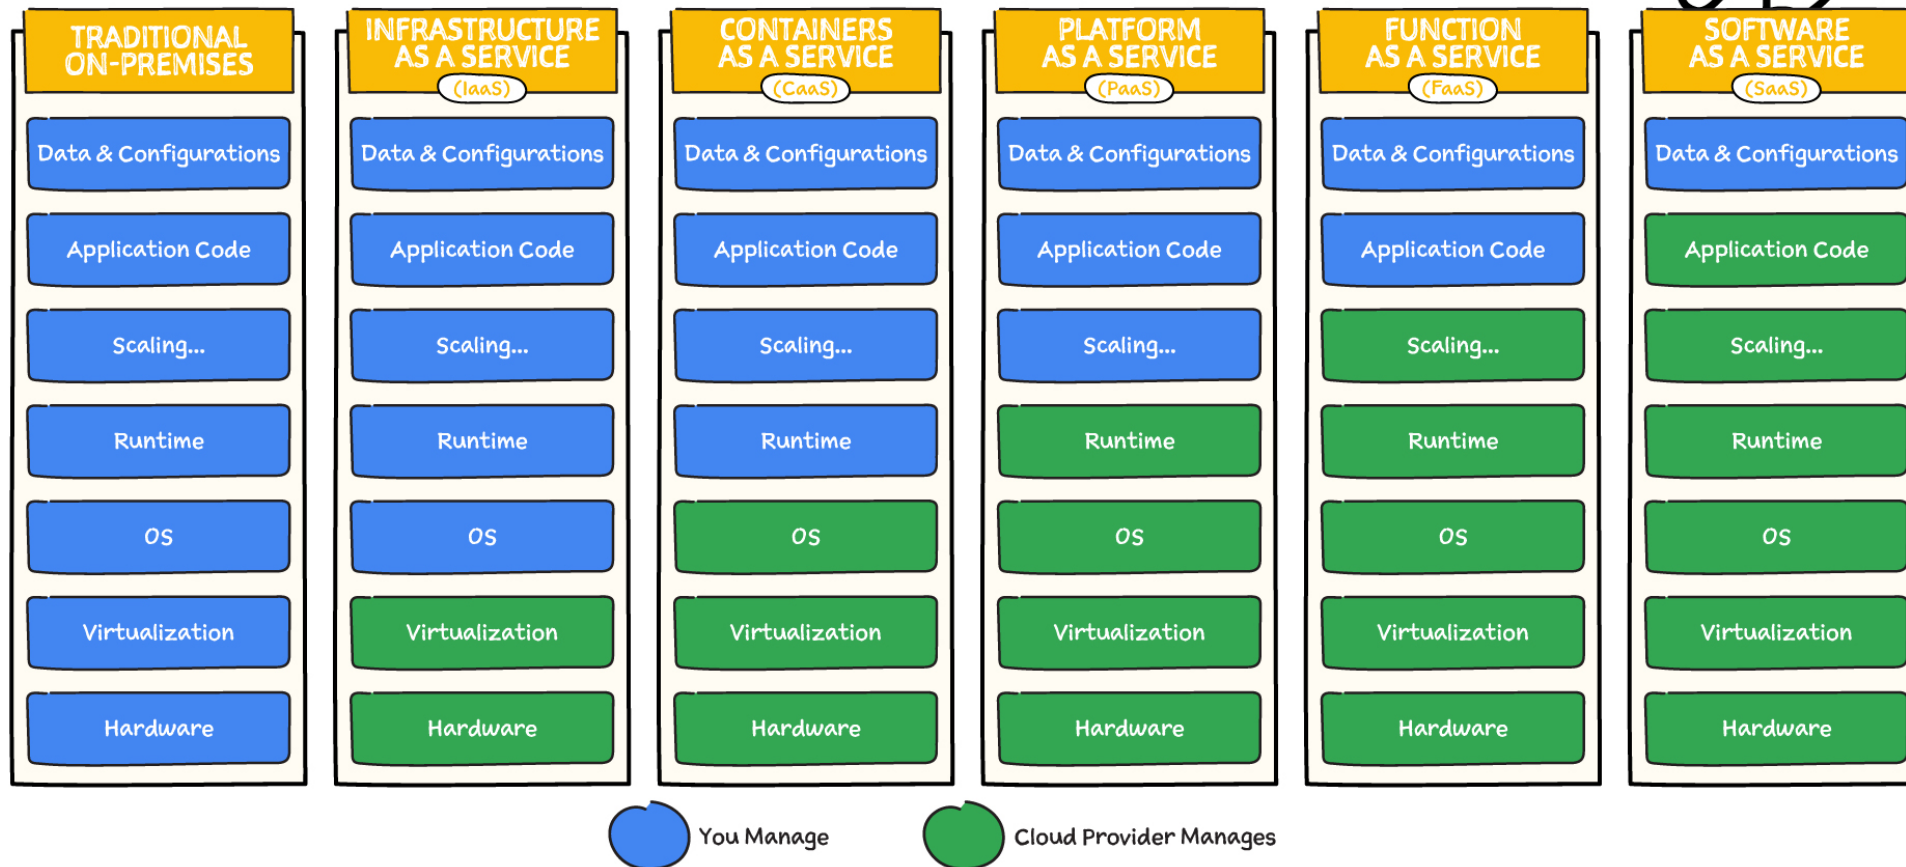 TRADITIONAL
ON-PREMISES
Data & Configurations
Application Code
Scaling...
Runtime
OS
Virtualization
Hardware
INFRASTRUCTURE
AS A SERVICE
(IaaS)
Data & Configurations
Application Code
Scaling...
Runtime
OS
Virtualization
Hardware
CONTAINERS
AS A SERVICE
(CaaS)
Data & Configurations
Application Code
Scaling...
Runtime
OS
Virtualization
Hardware
PLATFORM
AS A SERVICE
(PaaS)
Data & Configurations
Application Code
Scaling...
Runtime
OS
Virtualization
Hardware
FUNCTION
AS A SERVICE
(FaaS)
Data & Configurations
Application Code
Scaling...
Runtime
OS
Virtualization
Hardware
SOFTWARE
AS A SERVICE
(SaaS)
Data & Configurations
Application Code
Scaling...
Runtime
OS
Virtualization
Hardware
You Manage
Cloud Provider Manages